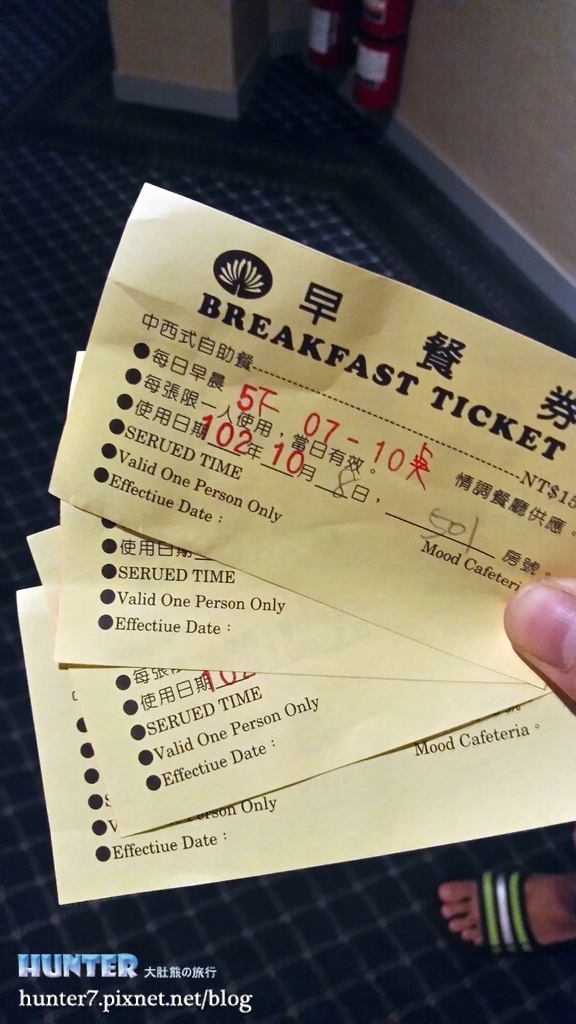 早餐券
BREAKFAST TICKET
中西式自助餐 NT$15
●每日早晨 5F 07-10 情調餐廳供應。
●每張限一人使用，當日有效。
●使用日期 102年 10月 8日， 501 房號。
●SERUED TIME
●Valid One Person Only Mood Cafeteri
●Effectiue Date：
●使用日期
●SERUED TIME
●Valid One Person Only
●Effectiue Date：
●每張
●使用日期 102
●SERUED TIME
●Valid One Person Only
●Effectiue Date：
Mood Cafeteria。
erson Only
●Effectiue Date：
HUNTER 大肚熊の旅行
hunter7.pixnet.net/blog